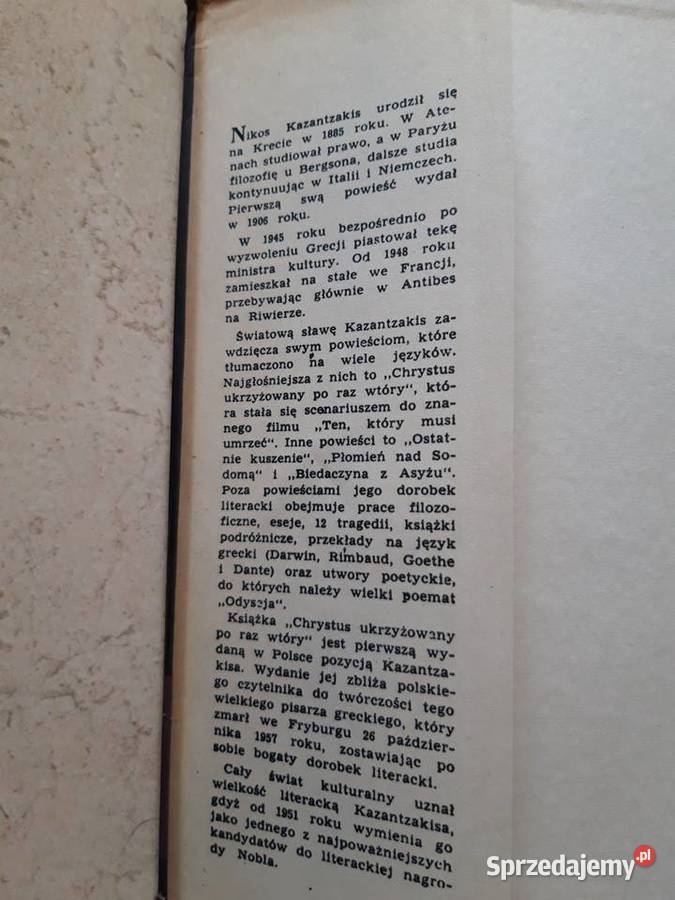 Nikos Kazantzakis urodził się
na Krecie w 1885 roku. W Ate-
nach studiował prawo, a w Paryżu
filozofię u Bergsona, dalsze studia
kontynuując w Italii i Niemczech.
Pierwszą swą powieść wydał
w 1906 roku.
W 1945 roku bezpośrednio po
wyzwoleniu Grecji piastował tekę
ministra kultury. Od 1948 roku
zamieszkał na stałe we Francji,
przebywając głównie w Antibes
na Riwierze.
Światową sławę Kazantzakis za-
wdzięcza swym powieściom, które
tłumaczono na wiele języków.
Najgłośniejsza z nich to „Chrystus
ukrzyżowany po raz wtóry", któ-
ra stała się scenariuszem do zna-
nego filmu „Ten, który musi
umrzeć". Inne powieści to „Ostat-
nie kuszenie", „Płomień nad So-
domą" i „Biedaczyna z Asyżu".
Poza powieściami jego dorobek
literacki obejmuje prace filozo-
ficzne, eseje, 12 tragedii, książki
podróżnicze, przekłady na język
grecki (Darwin, Rimbaud, Goethe
i Dante) oraz utwory poetyckie,
do których należy wielki poemat
„Odyseja".
Książka „Chrystus ukrzyżowany
po raz wtóry" jest pierwszą wy-
daną w Polsce pozycją Kazantza-
kisa. Wydanie jej zbliża polskie-
go czytelnika do twórczości tego
wielkiego pisarza greckiego, który
zmarł we Fryburgu 26 paździer-
nika 1957 roku, zostawiając po
sobie bogaty dorobek literacki.
Cały świat kulturalny uznał
wielkość literacką Kazantzakisa,
gdyż od 1951 roku wymienia go
jako jednego z najpoważniejszych
kandydatów do literackiej nagro-
dy Nobla.
Sprzedajemy.pl